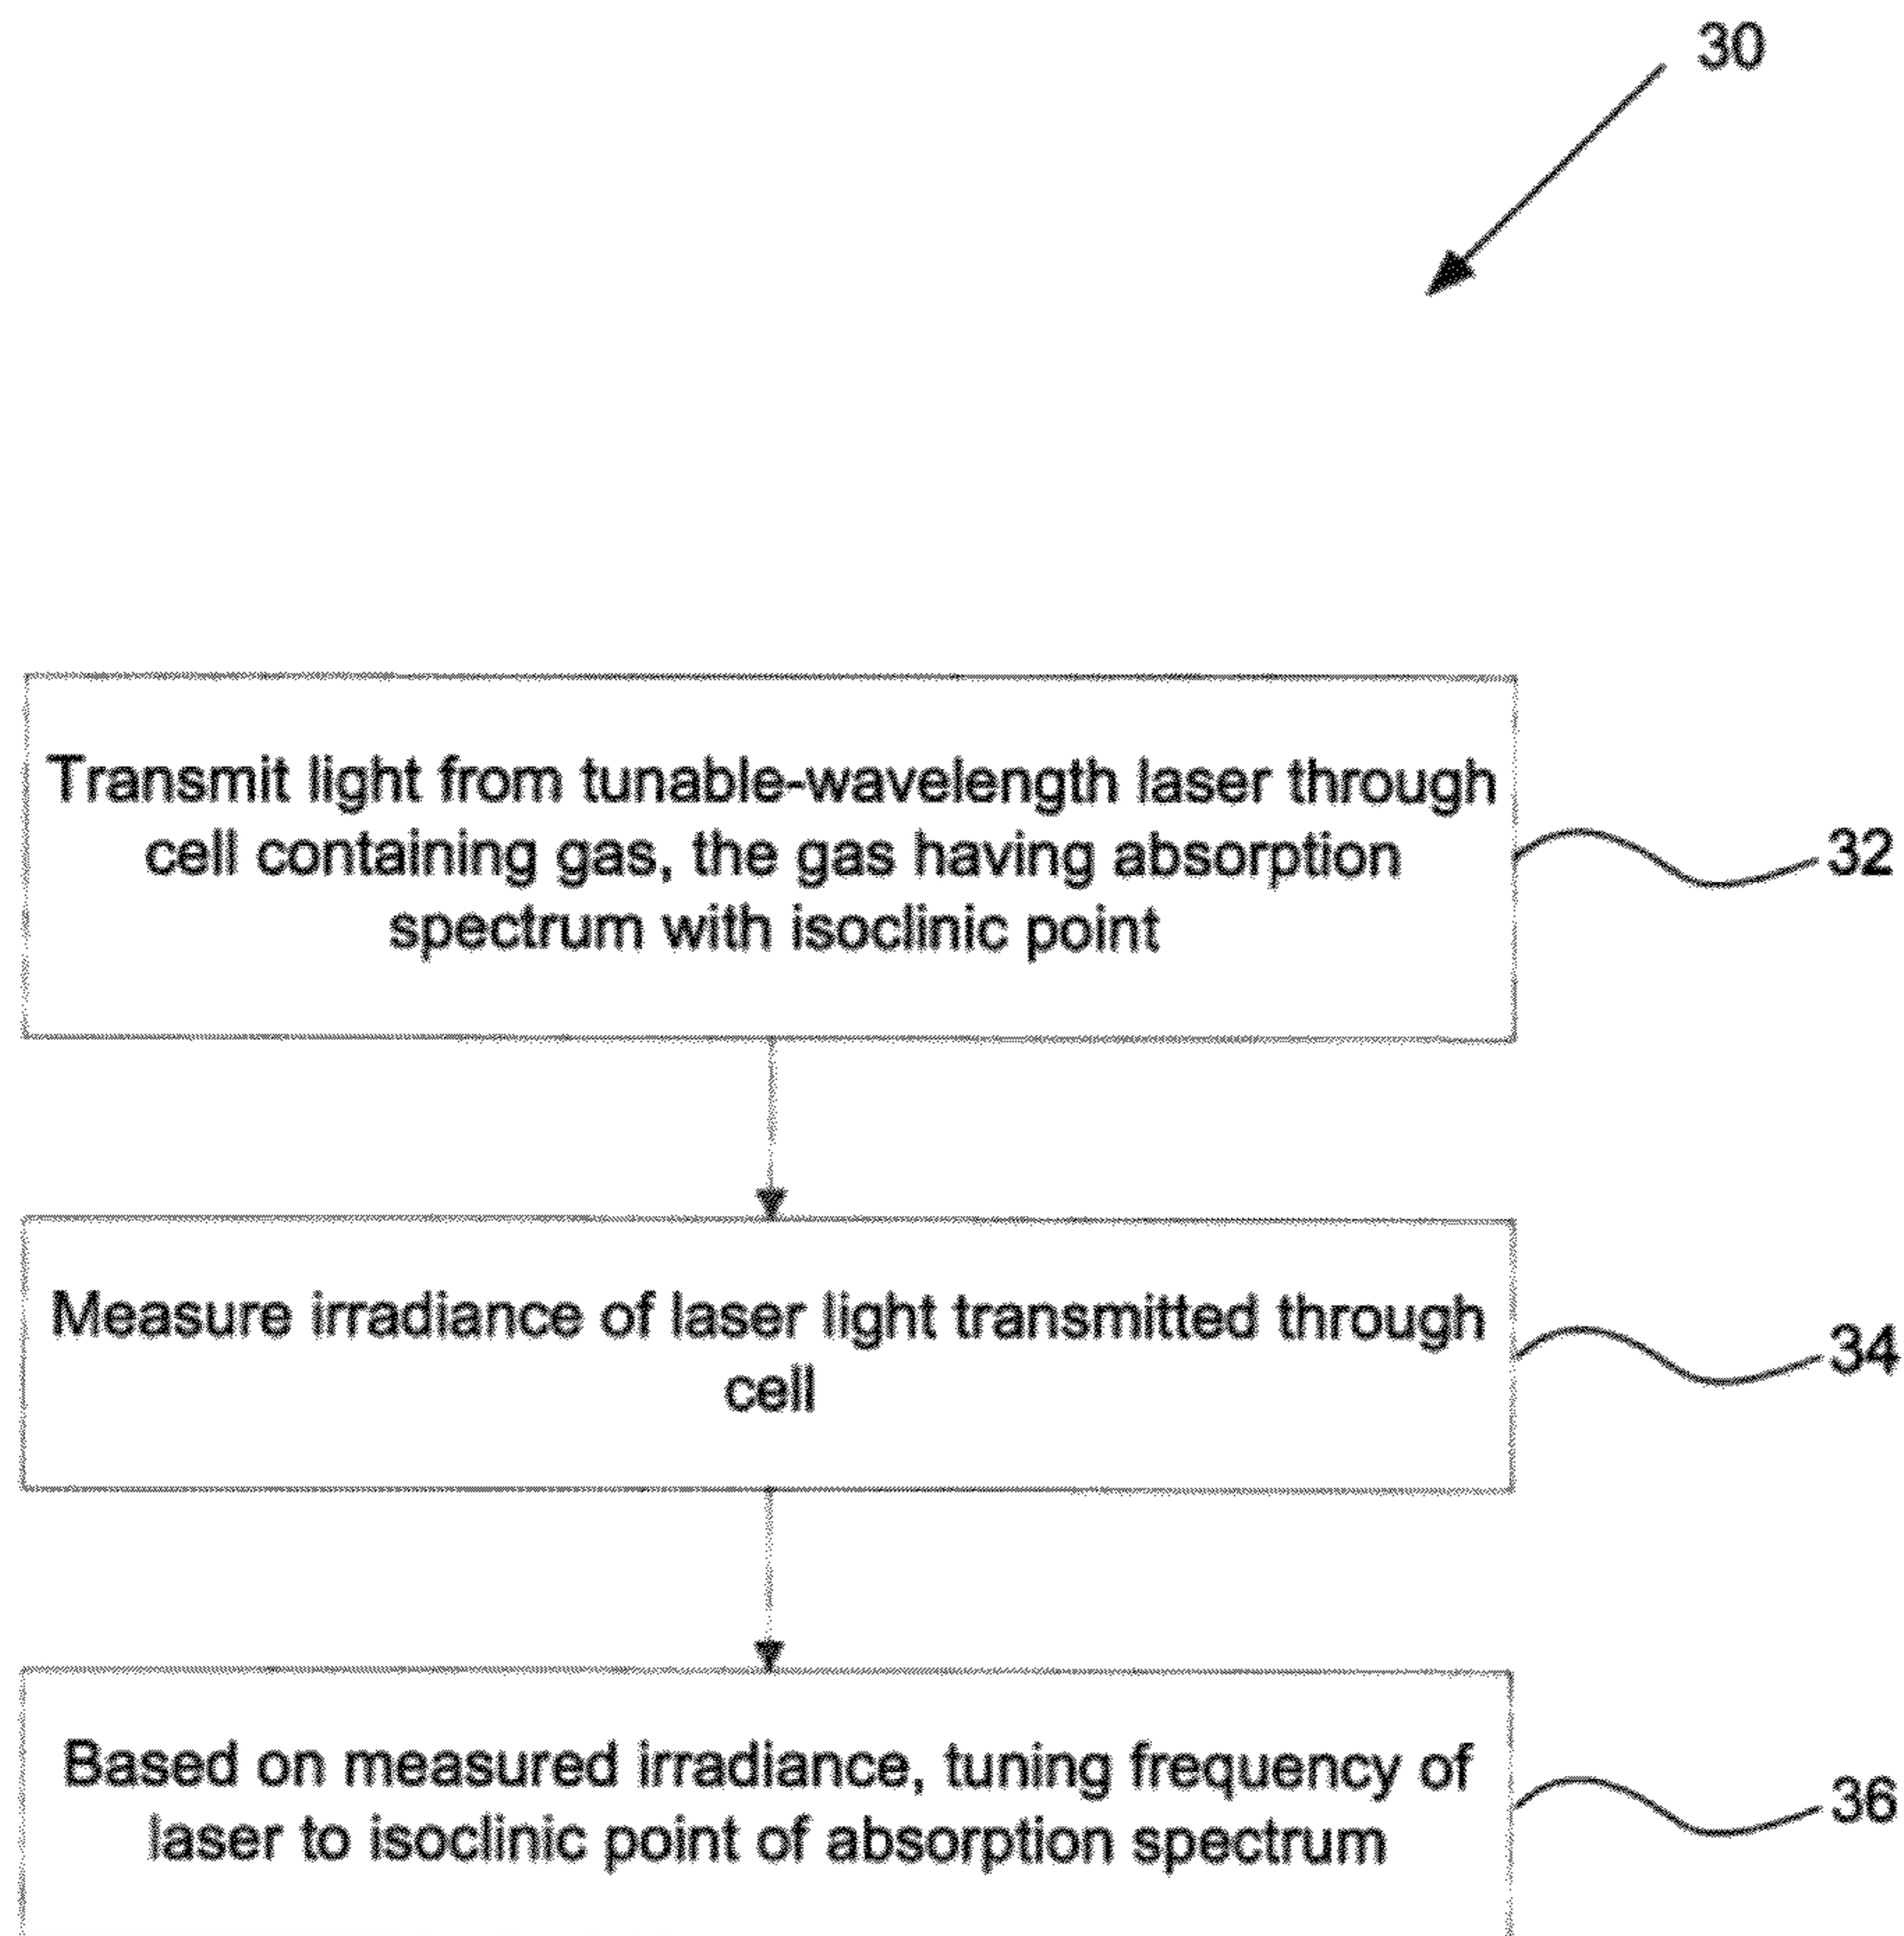 30
Transmit light from tunable-wavelength laser through
cell containing gas, the gas having absorption
spectrum with isoclinic point
32
Measure irradiance of laser light transmitted through
cell
34
Based on measured irradiance, tuning frequency of
laser to isoclinic point of absorption spectrum
36